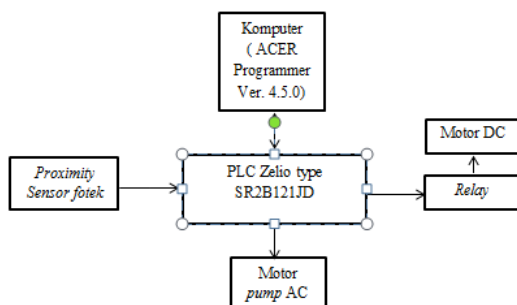 Komputer
( ACER
Programmer
Ver. 4.5.0)
Motor DC
PLC Zelio type
SR2B121JD
Proximity
Sensor fotek
Relay
Motor
pump AC